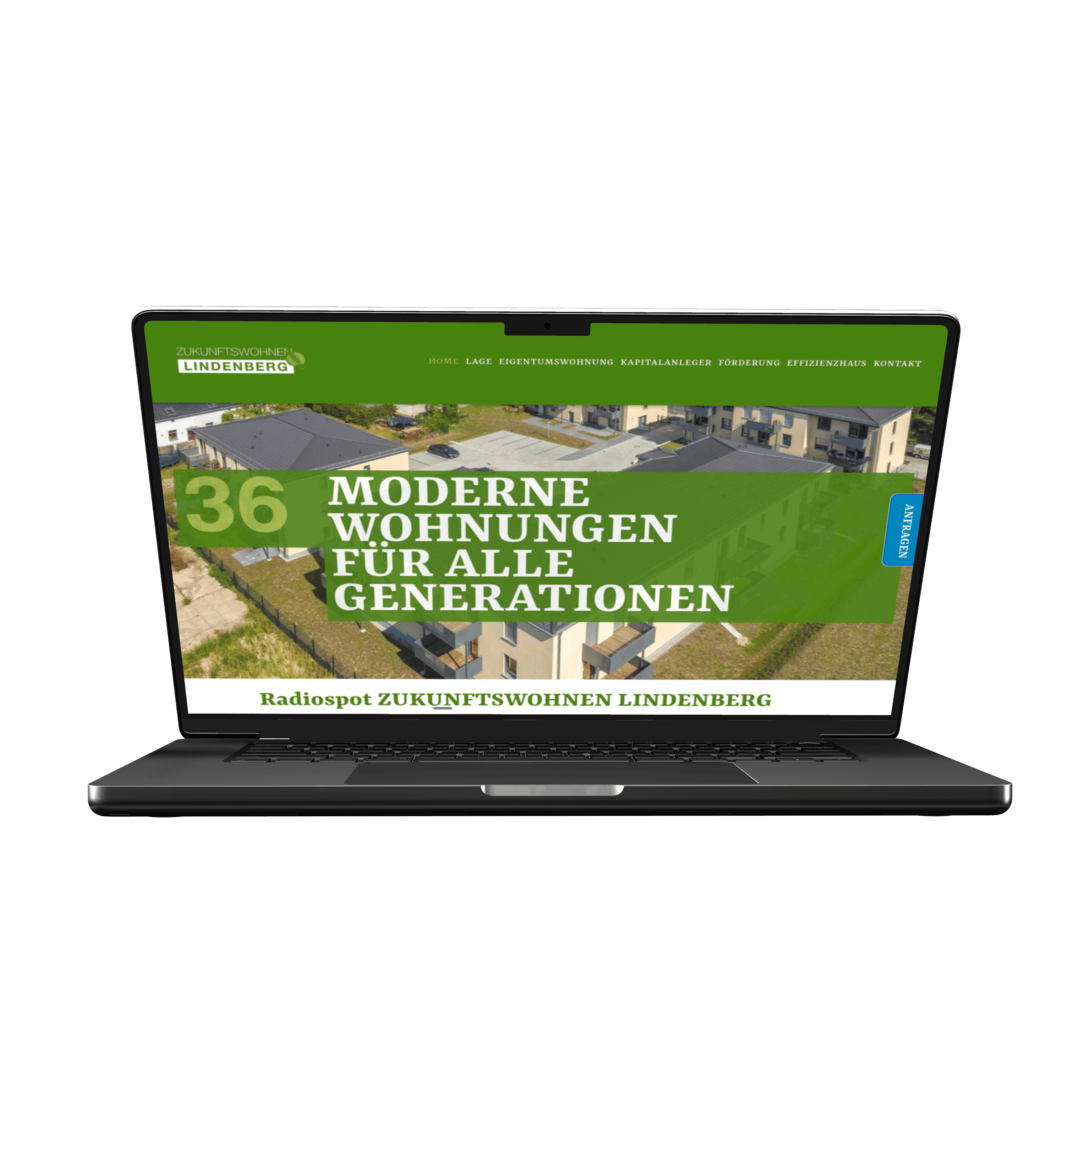 ZUKUNFTSWOHNEN
LINDENBERG
HOME LAGE EIGENTUMSWOHNUNG KAPITALANLEGER FÖRDERUNG EFFIZIENZHAUS KONTAKT
36
MODERNE
WOHNUNGEN
FÜR ALLE
GENERATIONEN
ANFRAGEN
Radiospot ZUKUNFTSWOHNEN LINDENBERG